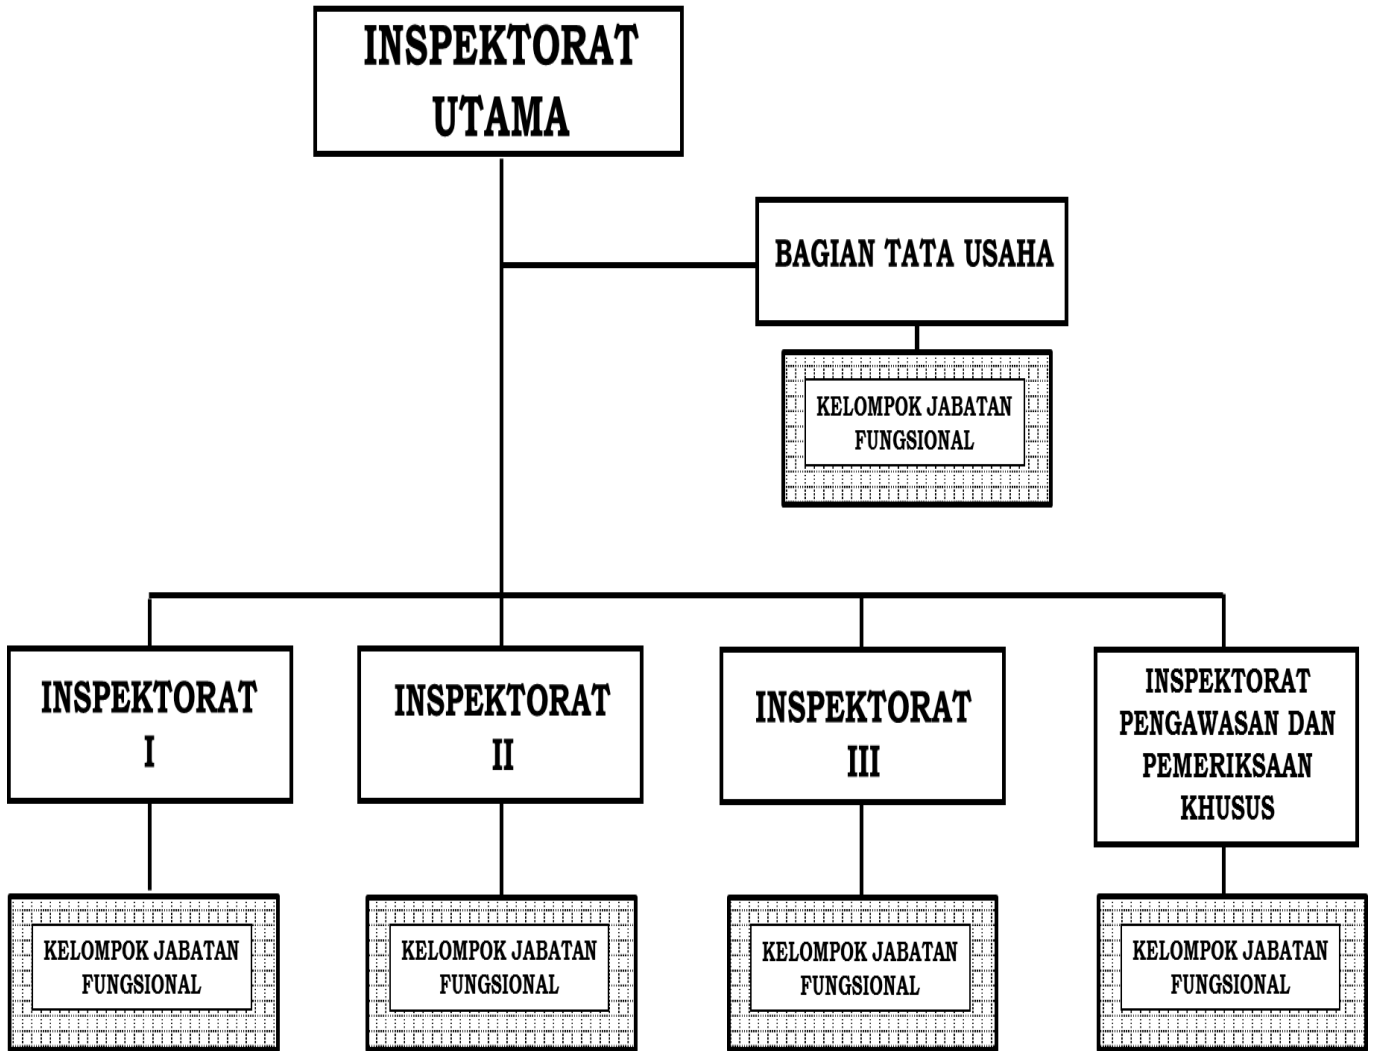 INSPEKTORAT
UTAMA
BAGIAN TATA USAHA
KELOMPOK JABATAN
FUNGSIONAL
INSPEKTORAT
I
INSPEKTORAT
II
INSPEKTORAT
III
INSPEKTORAT
PENGAWASAN DAN
PEMERIKSAAN
KHUSUS
KELOMPOK JABATAN
FUNGSIONAL
KELOMPOK JABATAN
FUNGSIONAL
KELOMPOK JABATAN
FUNGSIONAL
KELOMPOK JABATAN
FUNGSIONAL